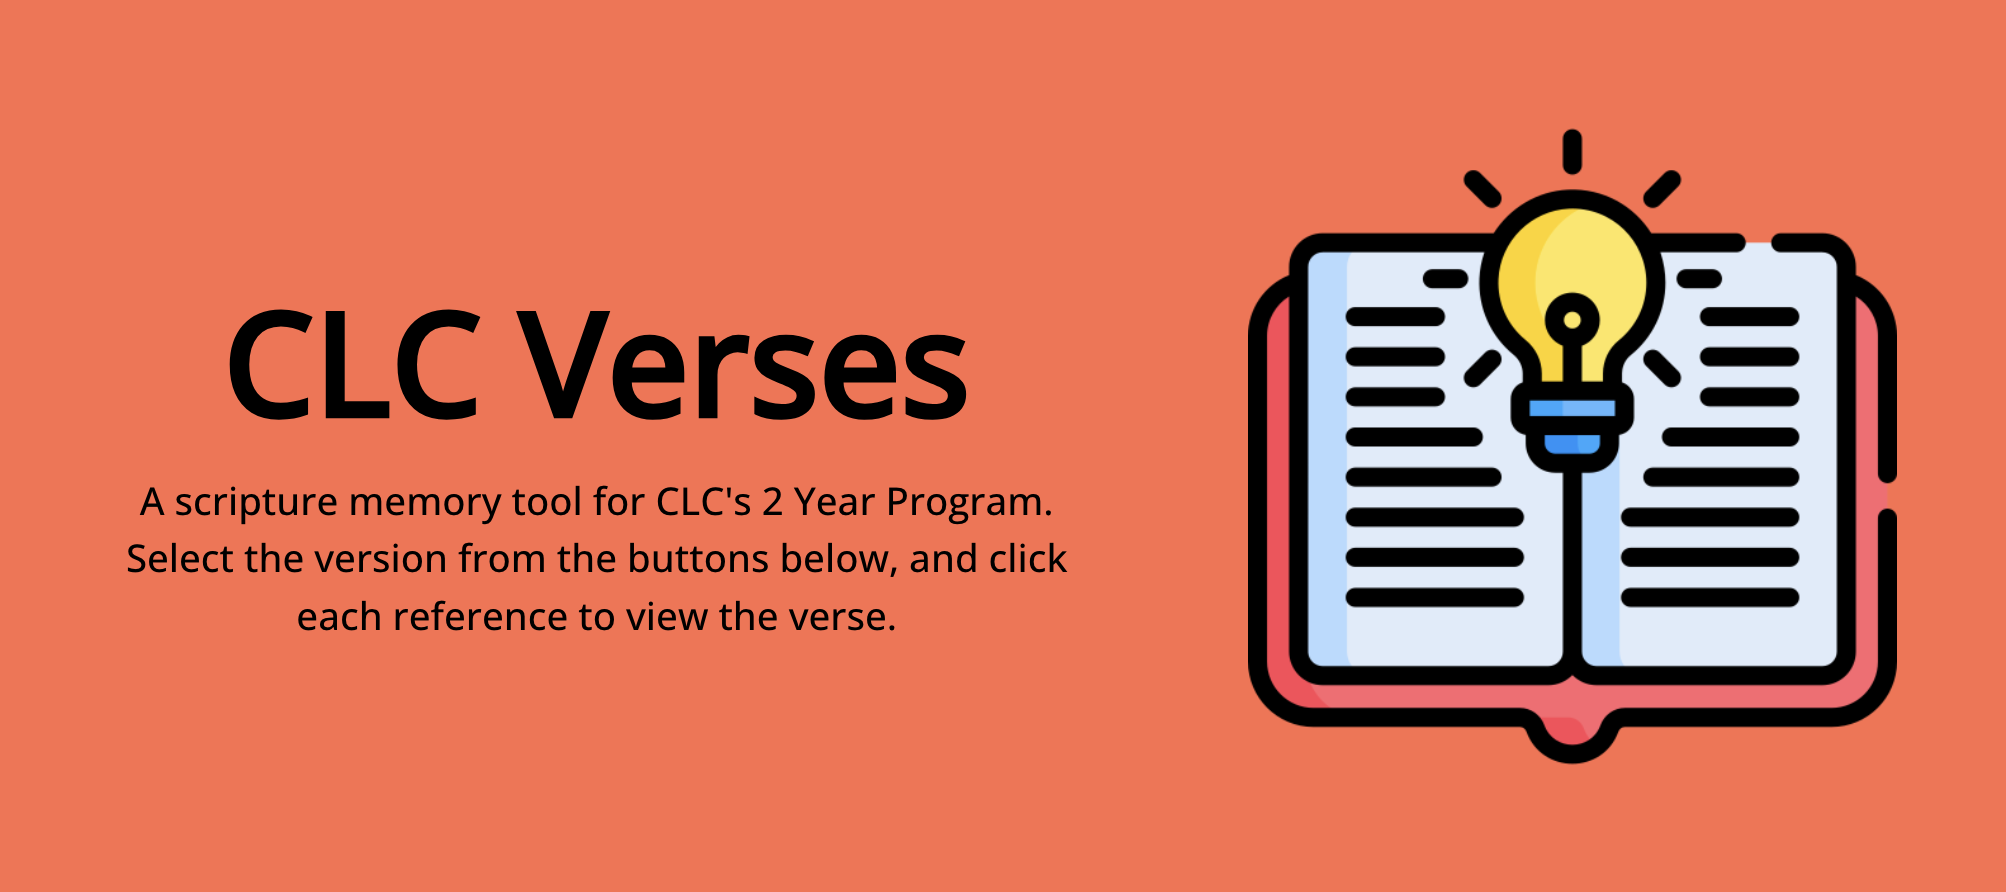 CLC Verses
A scripture memory tool for CLC's 2 Year Program.
Select the version from the buttons below, and click
each reference to view the verse.